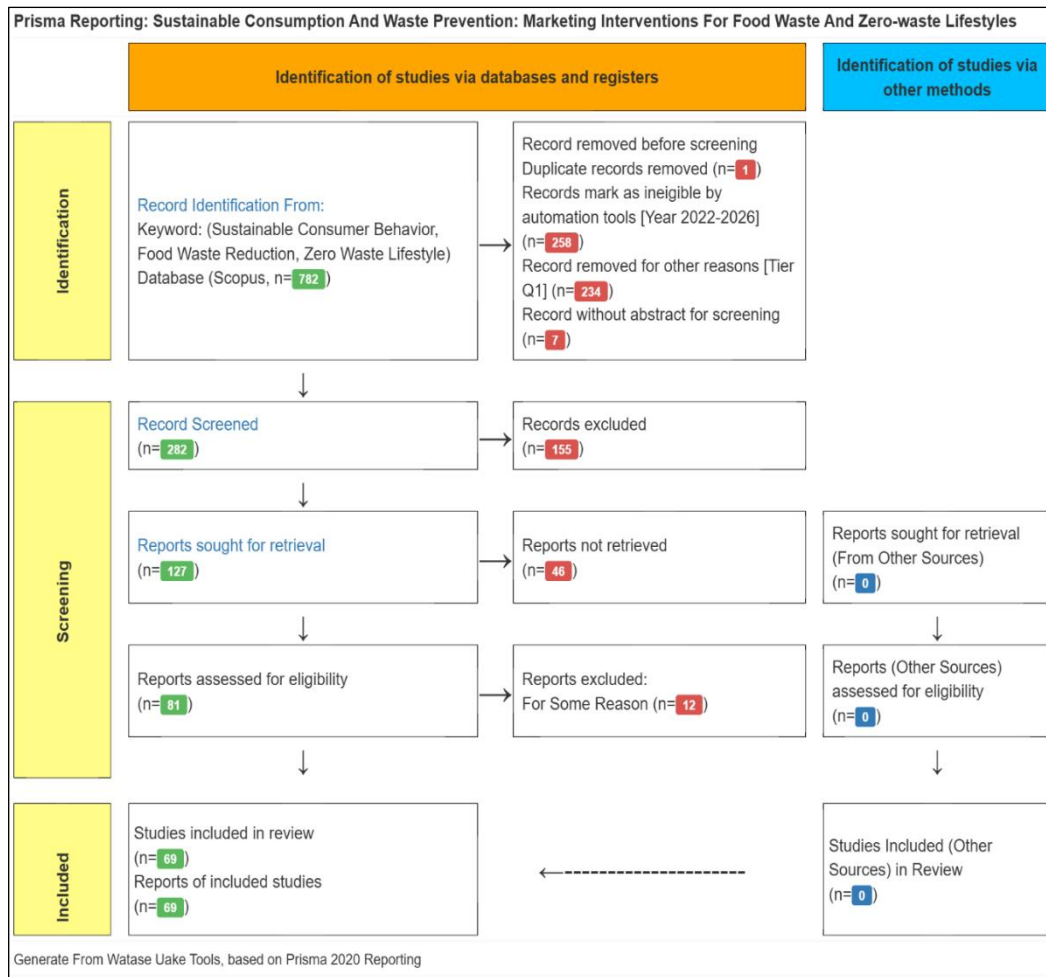 Prisma Reporting: Sustainable Consumption And Waste Prevention: Marketing Interventions For Food Waste And Zero-waste Lifestyles
Identification of studies via databases and registers
Identification of studies via
other methods
Identification
Record Identification From:
Keyword: (Sustainable Consumer Behavior,
Food Waste Reduction, Zero Waste Lifestyle)
Database (Scopus, n=782)
Record removed before screening
Duplicate records removed (n=1)
Records mark as ineigible by
automation tools [Year 2022-2026]
(n=258)
Record removed for other reasons [Tier
Q1] (n=234)
Record without abstract for screening
(n=7)
Screening
Record Screened
(n=282)
Records excluded
(n=155)
Reports sought for retrieval
(n=127)
Reports not retrieved
(n=46)
Reports sought for retrieval
(From Other Sources)
(n=0)
Reports assessed for eligibility
(n=81)
Reports excluded:
For Some Reason (n=12)
Reports (Other Sources)
assessed for eligibility
(n=0)
Included
Studies included in review
(n=69)
Reports of included studies
(n=69)
Studies Included (Other
Sources) in Review
(n=0)
Generate From Watase Uake Tools, based on Prisma 2020 Reporting